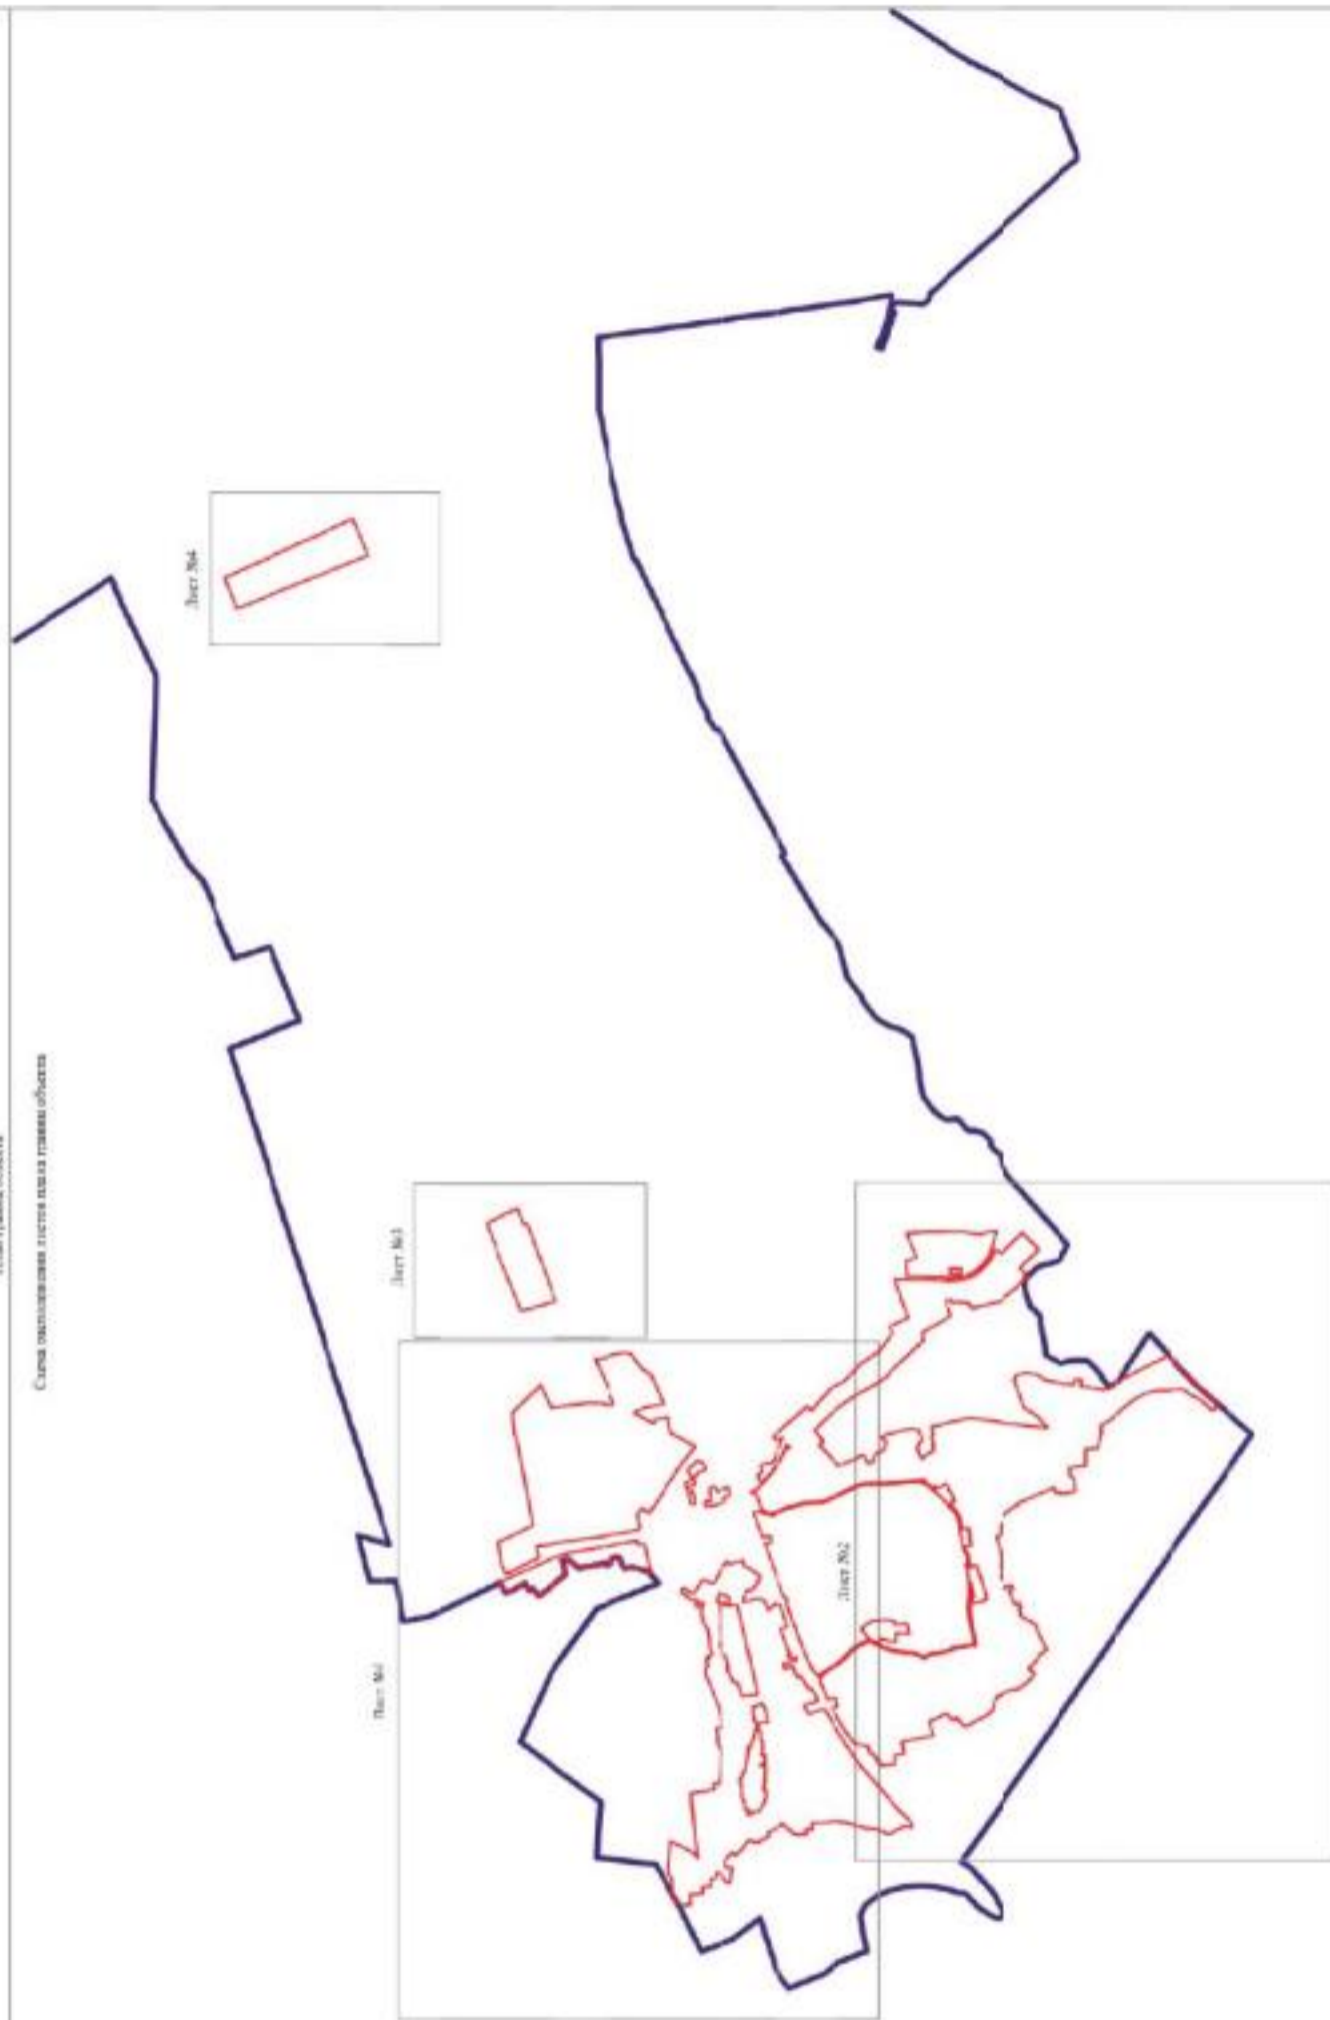 Схема расположения листов плана границ объекта
Лист №4
Лист №3
Лист №2
Лист №1